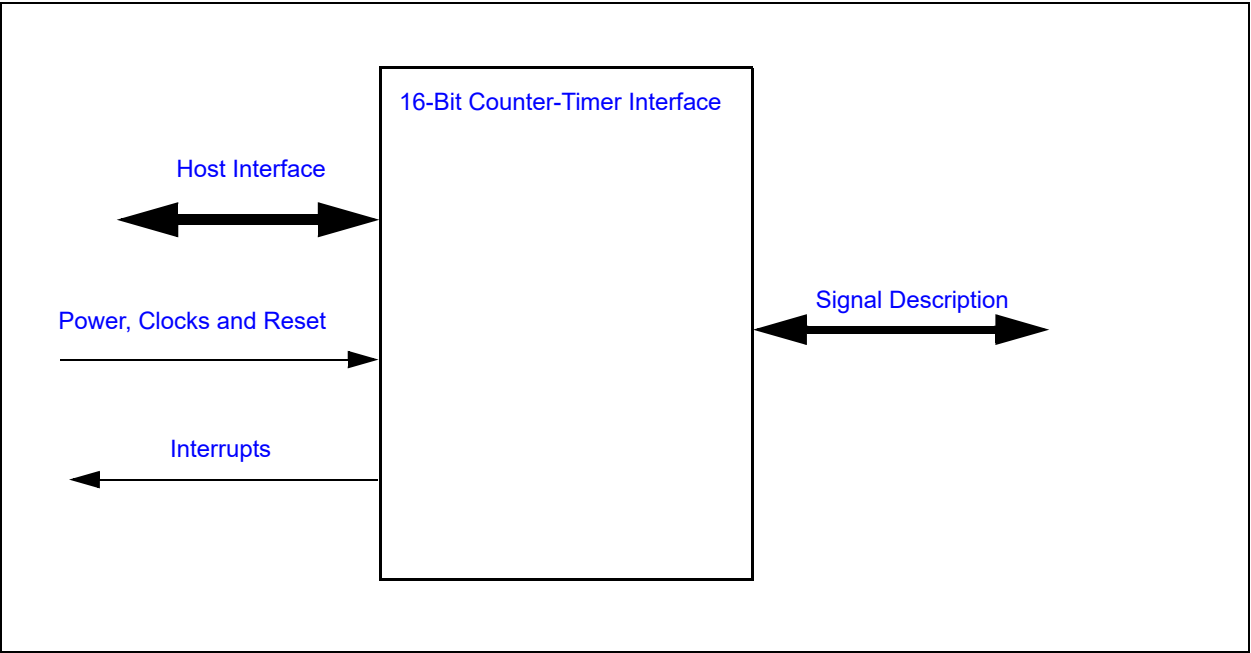 16-Bit Counter-Timer Interface
Host Interface
Signal Description
Power, Clocks and Reset
Interrupts